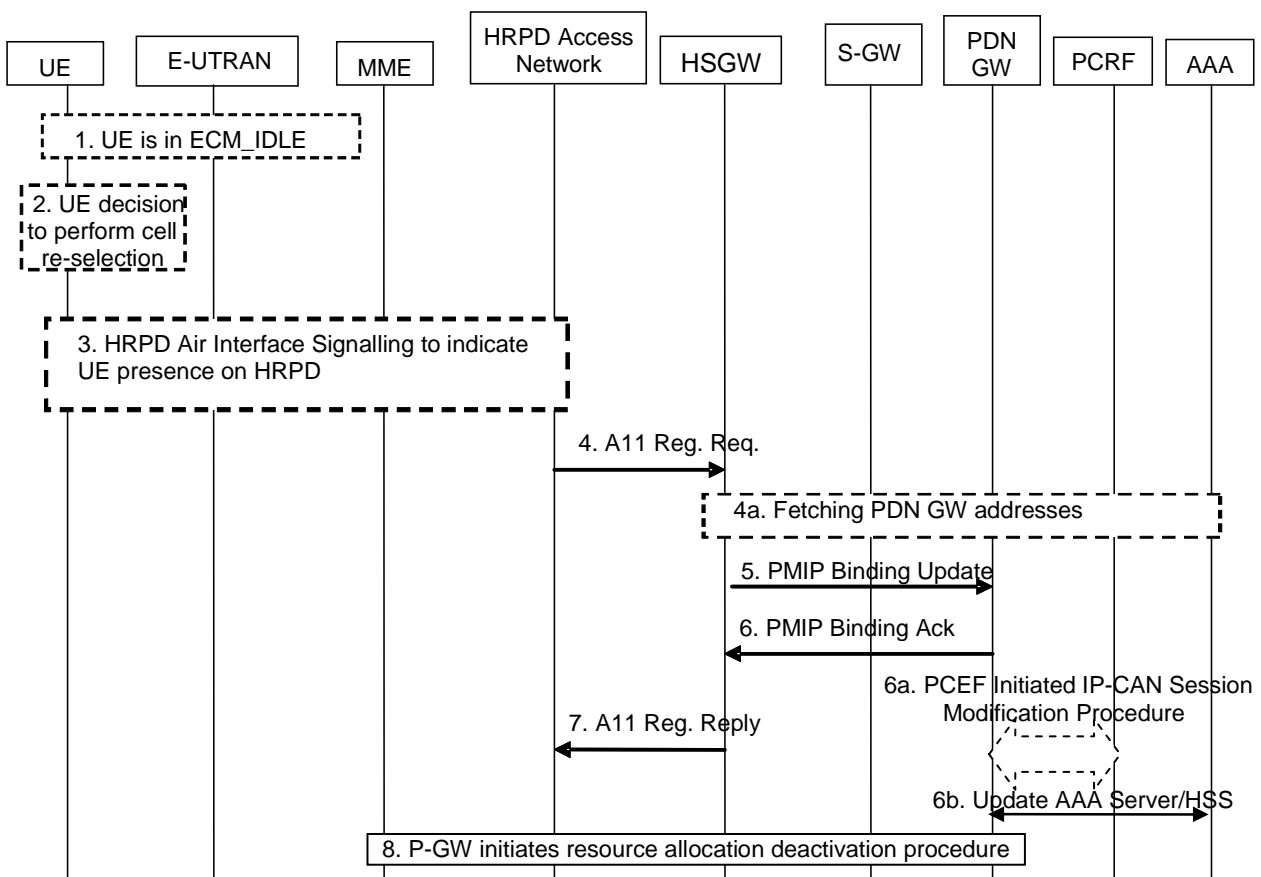 UE
E-UTRAN
MME
HRPD Access
Network
HSGW
S-GW
PDN
GW
PCRF
AAA
1. UE is in ECM_IDLE
2. UE decision
to perform cell
re-selection
3. HRPD Air Interface Signalling to indicate
UE presence on HRPD
4. A11 Reg. Req.
4a. Fetching PDN GW addresses
5. PMIP Binding Update
6. PMIP Binding Ack
6a. PCEF Initiated IP-CAN Session
Modification Procedure
7. A11 Reg. Reply
6b. Update AAA Server/HSS
8. P-GW initiates resource allocation deactivation procedure